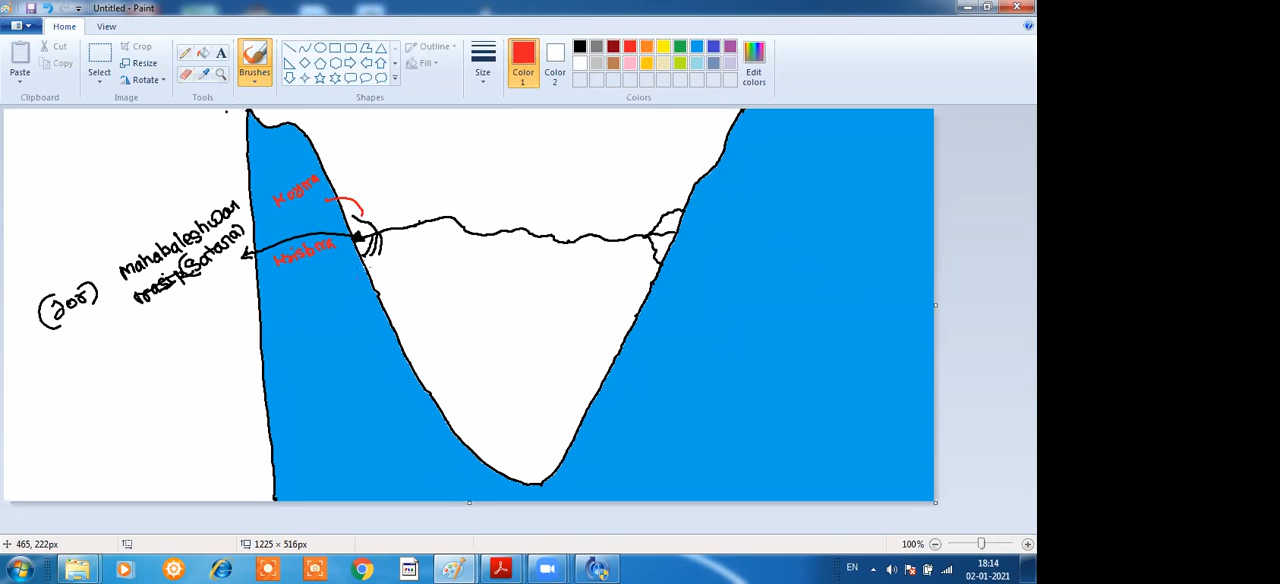 Untitled - Paint
Home
View
Paste
Cut
Copy
Clipboard
Select
Crop
Resize
Rotate
Image
Tools
Brushes
Shapes
Outline
Fill
Size
Color 1
Color 2
Edit colors
Colors
Koyna
Krishna
Mahabaleshwar
(Satara)
465, 222px
1225 × 516px
100%
EN
18:14
02-01-2021